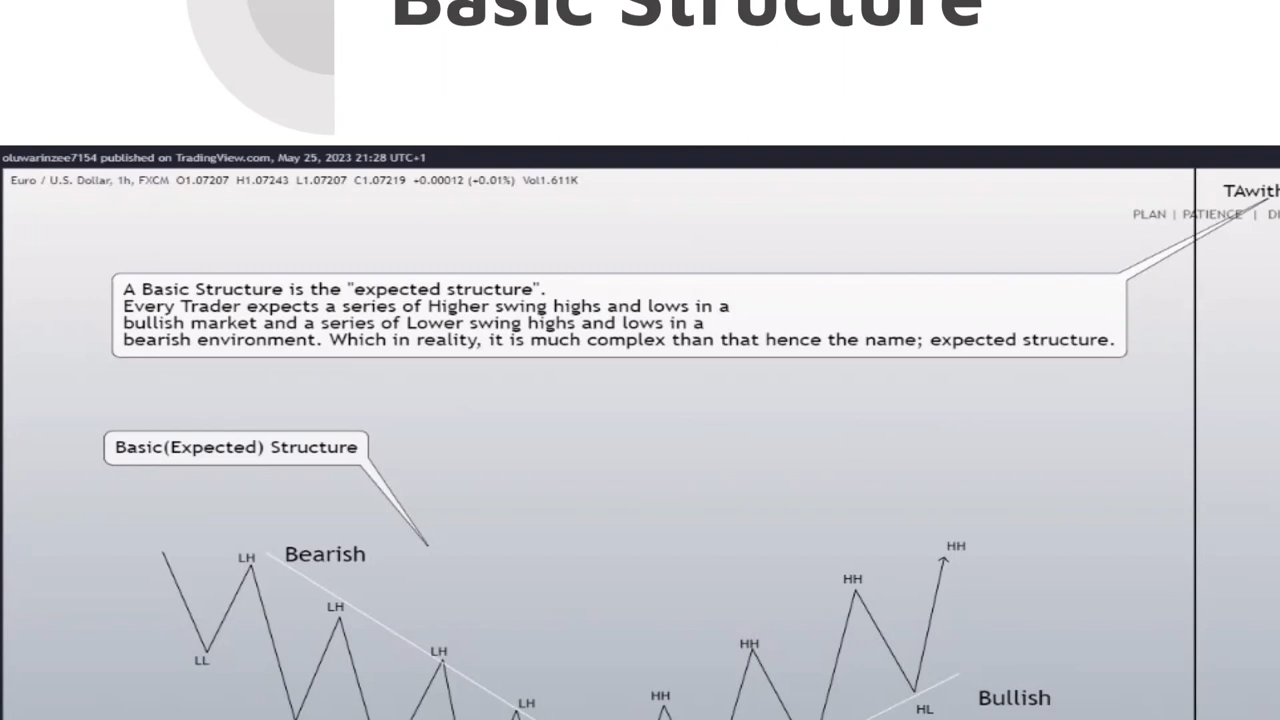 Basic Structure
oluwarinzee7154 published on TradingView.com, May 25, 2023 21:28 UTC+1
Euro / U.S. Dollar, 1h, FXCM O1.07207 H1.07243 L1.07207 C1.07219 +0.00012 (+0.01%) Vol1.611K
TAwith
PLAN | PATIENCE | DI
A Basic Structure is the "expected structure".
Every Trader expects a series of Higher swing highs and lows in a
bullish market and a series of Lower swing highs and lows in a
bearish environment. Which in reality, it is much complex than that hence the name; expected structure.
Basic(Expected) Structure
HH
LH
Bearish
HH
LH
HH
LH
LL
HH
Bullish
LH
HL